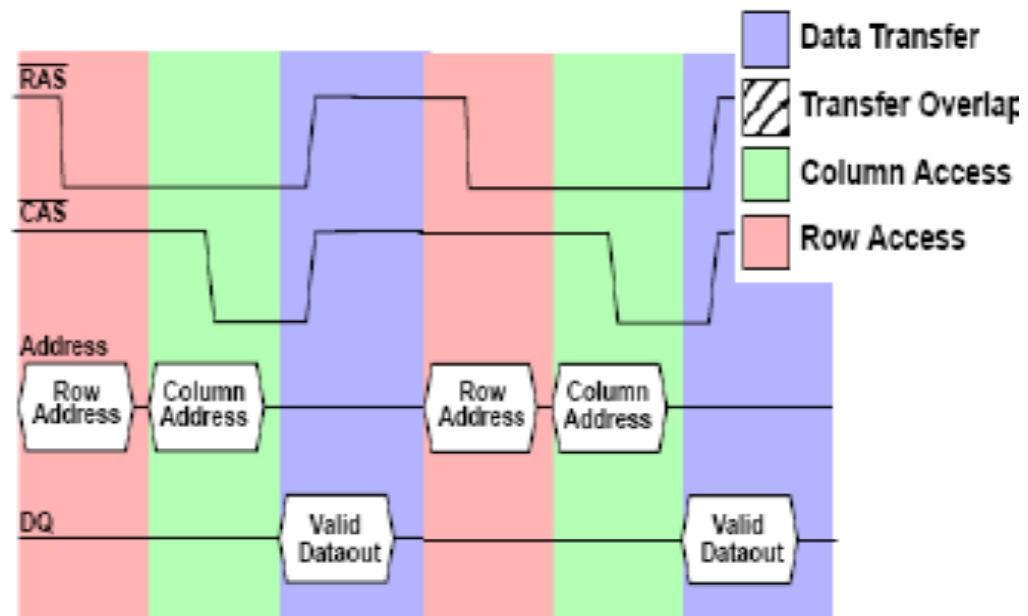 RAS
CAS
Address
Row
Address
Column
Address
Row
Address
Column
Address
DQ
Valid
Dataout
Valid
Dataout
Data Transfer
Transfer Overlap
Column Access
Row Access